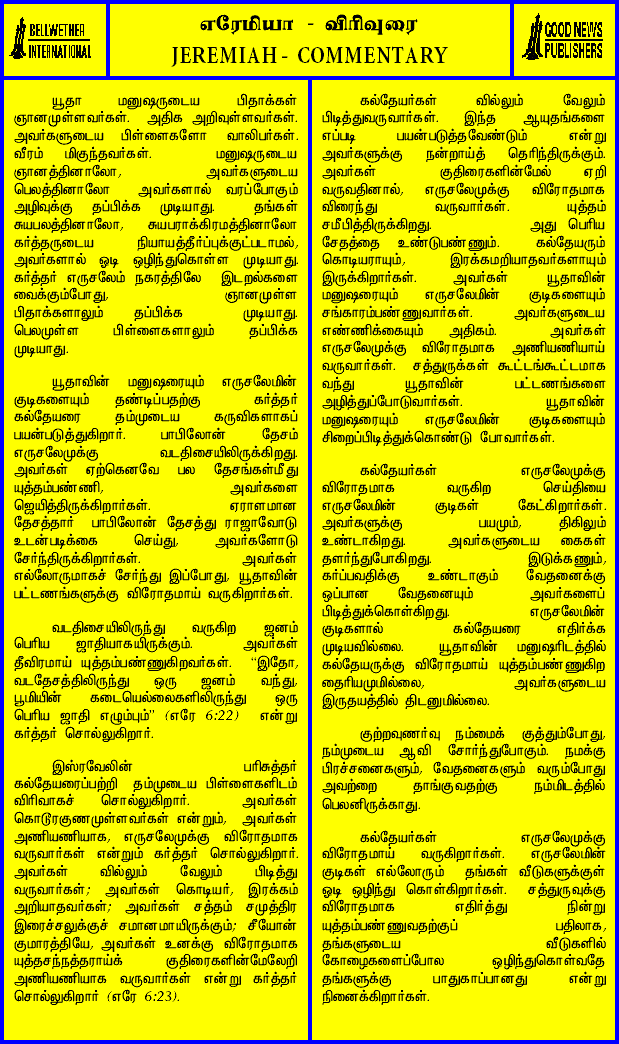 BELLWETHER
INTERNATIONAL
எரேமியா - விரிவுரை
JEREMIAH - COMMENTARY
GOOD NEWS
PUBLISHERS
யூதா மனுஷருடைய பிதாக்கள்
ஞானமுள்ளவர்கள். அதிக அறிவுள்ளவர்கள்.
அவர்களுடைய பிள்ளைகளோ வாலிபர்கள்.
வீரம் மிகுந்தவர்கள். மனுஷருடைய
ஞானத்தினாலோ, அவர்களுடைய
பெலத்தினாலோ அவர்களால் வரப்போகும்
அழிவுக்கு தப்பிக்க முடியாது. தங்கள்
சுயபலத்தினாலோ, சுயபராக்கிரமத்தினாலோ
கர்த்தருடைய நியாயத்தீர்ப்புக்குட்படாமல்,
அவர்களால் ஓடி ஒழிந்துகொள்ள முடியாது.
கர்த்தர் எருசலேம் நகரத்திலே இடறல்களை
வைக்கும்போது, ஞானமுள்ள
பிதாக்களாலும் தப்பிக்க முடியாது.
பெலமுள்ள பிள்ளைகளாலும் தப்பிக்க
முடியாது.
யூதாவின் மனுஷரையும் எருசலேமின்
குடிகளையும் தண்டிப்பதற்கு கர்த்தர்
கல்தேயரை தம்முடைய கருவிகளாகப்
பயன்படுத்துகிறார். பாபிலோன் தேசம்
எருசலேமுக்கு வடதிசையிலிருக்கிறது.
அவர்கள் ஏற்கெனவே பல தேசங்கள்மீது
யுத்தம்பண்ணி, அவர்களை
ஜெயித்திருக்கிறார்கள். ஏராளமான
தேசத்தார் பாபிலோன் தேசத்து ராஜாவோடு
உடன்படிக்கை செய்து, அவர்களோடு
சேர்ந்திருக்கிறார்கள். அவர்கள்
எல்லோருமாகச் சேர்ந்து இப்போது, யூதாவின்
பட்டணங்களுக்கு விரோதமாய் வருகிறார்கள்.
வடதிசையிலிருந்து வருகிற ஜனம்
பெரிய ஜாதியாகயிருக்கும். அவர்கள்
தீவிரமாய் யுத்தம்பண்ணுகிறவர்கள். "இதோ,
வடதேசத்திலிருந்து ஒரு ஜனம் வந்து,
பூமியின் கடையெல்லைகளிலிருந்து ஒரு
பெரிய ஜாதி எழும்பும்" (எரே 6:22) என்று
கர்த்தர் சொல்லுகிறார்.
இஸ்ரவேலின் பரிசுத்தர்
கல்தேயரைப்பற்றி தம்முடைய பிள்ளைகளிடம்
விரிவாகச் சொல்லுகிறார். அவர்கள்
கொடூரகுணமுள்ளவர்கள் என்றும், அவர்கள்
அணியணியாக, எருசலேமுக்கு விரோதமாக
வருவார்கள் என்றும் கர்த்தர் சொல்லுகிறார்.
அவர்கள் வில்லும் வேலும் பிடித்து
வருவார்கள்; அவர்கள் கொடியர், இரக்கம்
அறியாதவர்கள்; அவர்கள் சத்தம் சமுத்திர
இரைச்சலுக்குச் சமானமாயிருக்கும்; சீயோன்
குமாரத்தியே, அவர்கள் உனக்கு விரோதமாக
யுத்தசந்நத்தராய்க் குதிரைகளின்மேலேறி
அணியணியாக வருவார்கள் என்று கர்த்தர்
சொல்லுகிறார் (எரே 6:23).
கல்தேயர்கள் வில்லும் வேலும்
பிடித்துவருவார்கள். இந்த ஆயுதங்களை
எப்படி பயன்படுத்தவேண்டும் என்று
அவர்களுக்கு நன்றாய்த் தெரிந்திருக்கும்.
அவர்கள் குதிரைகளின்மேல் ஏறி
வருவதினால், எருசலேமுக்கு விரோதமாக
விரைந்து வருவார்கள். யுத்தம்
சமீபித்திருக்கிறது. அது பெரிய
சேதத்தை உண்டுபண்ணும். கல்தேயரும்
கொடியராயும், இரக்கமறியாதவர்களாயும்
இருக்கிறார்கள். அவர்கள் யூதாவின்
மனுஷரையும் எருசலேமின் குடிகளையும்
சங்காரம்பண்ணுவார்கள். அவர்களுடைய
எண்ணிக்கையும் அதிகம். அவர்கள்
எருசலேமுக்கு விரோதமாக அணியணியாய்
வருவார்கள். சத்துருக்கள் கூட்டங்கூட்டமாக
வந்து யூதாவின் பட்டணங்களை
அழித்துப்போடுவார்கள். யூதாவின்
மனுஷரையும் எருசலேமின் குடிகளையும்
சிறைப்பிடித்துக்கொண்டு போவார்கள்.
கல்தேயர்கள் எருசலேமுக்கு
விரோதமாக வருகிற செய்தியை
எருசலேமின் குடிகள் கேட்கிறார்கள்.
அவர்களுக்கு பயமும், திகிலும்
உண்டாகிறது. அவர்களுடைய கைகள்
தளர்ந்துபோகிறது. இடுக்கணும்,
கர்ப்பவதிக்கு உண்டாகும் வேதனைக்கு
ஒப்பான வேதனையும் அவர்களைப்
பிடித்துக்கொள்கிறது. எருசலேமின்
குடிகளால் கல்தேயரை எதிர்க்க
முடியவில்லை. யூதாவின் மனுஷரிடத்தில்
கல்தேயருக்கு விரோதமாய் யுத்தம்பண்ணுகிற
தைரியமுமில்லை, அவர்களுடைய
இருதயத்தில் திடனுமில்லை.
குற்றவுணர்வு நம்மைக் குத்தும்போது,
நம்முடைய ஆவி சோர்ந்துபோகும். நமக்கு
பிரச்சனைகளும், வேதனைகளும் வரும்போது
அவற்றை தாங்குவதற்கு நம்மிடத்தில்
பெலனிருக்காது.
கல்தேயர்கள் எருசலேமுக்கு
விரோதமாய் வருகிறார்கள். எருசலேமின்
குடிகள் எல்லோரும் தங்கள் வீடுகளுக்குள்
ஓடி ஒழிந்து கொள்கிறார்கள். சத்துருவுக்கு
விரோதமாக எதிர்த்து நின்று
யுத்தம்பண்ணுவதற்குப் பதிலாக,
தங்களுடைய வீடுகளில்
கோழைகளைப்போல ஒழிந்துகொள்வதே
தங்களுக்கு பாதுகாப்பானது என்று
நினைக்கிறார்கள்.